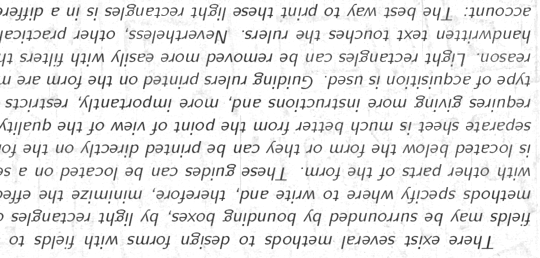 There exist several methods to design forms with fields to
fields may be surrounded by bounding boxes, by light rectangles o
methods specify where to write and, therefore, minimize the effec
with other parts of the form. These guides can be located on a se
is located below the form or they can be printed directly on the fo
separate sheet is much better from the point of view of the quality
requires giving more instructions and, more importantly, restricts
type of acquisition is used. Guiding rulers printed on the form are m
reason. Light rectangles can be removed more easily with filters th
handwritten text touches the rulers. Nevertheless, other practical
account: The best way to print these light rectangles is in a differe